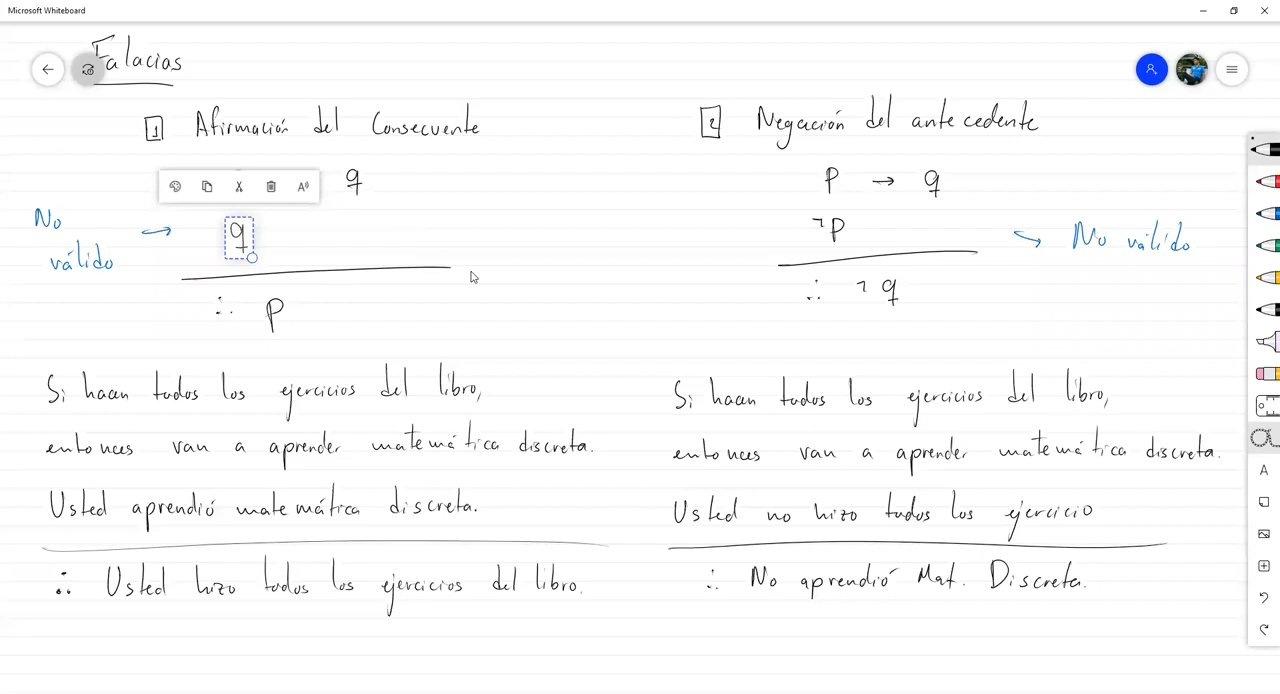 Microsoft Whiteboard
Falacias
1 Afirmación del Consecuente
q
No válido
q
∴ p
Si hacen todos los ejercicios del libro,
entonces van a aprender matemática discreta.
Usted aprendió matemática discreta.
∴ Usted hizo todos los ejercicios del libro.
2 Negación del antecedente
p → q
¬p
No válido
∴ ¬q
Si hacen todos los ejercicios del libro,
entonces van a aprender matemática discreta.
Usted no hizo todos los ejercicio
∴ No aprendió Mat. Discreta.